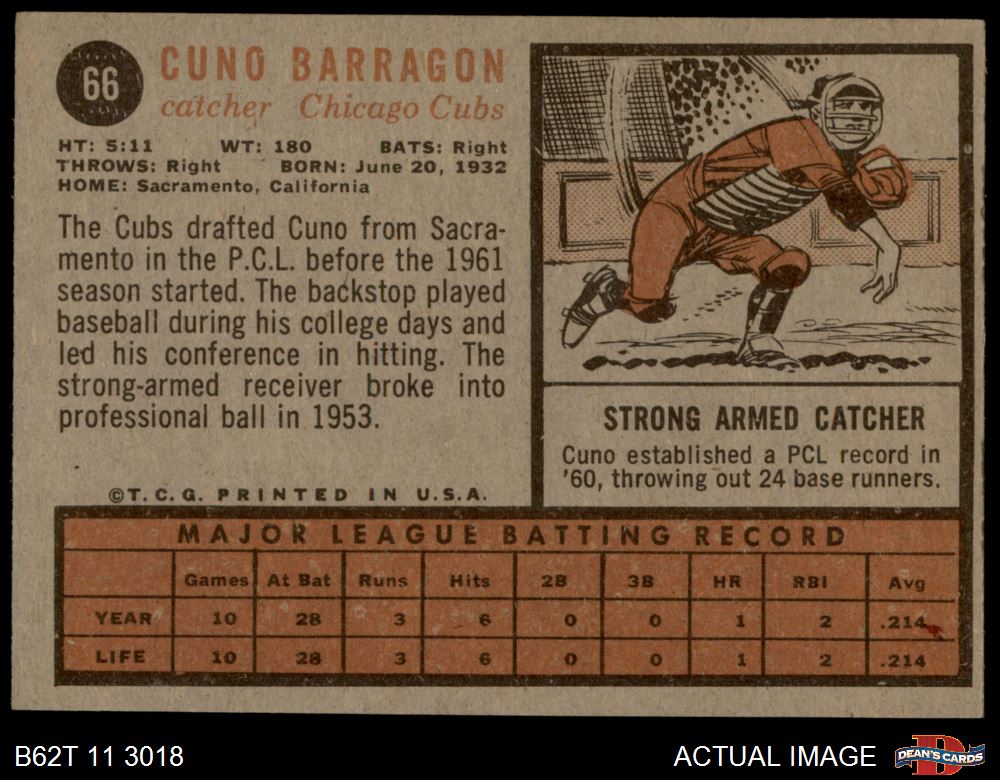 66
CUNO BARRAGON
catcher Chicago Cubs
HT: 5:11 WT: 180 BATS: Right
THROWS: Right BORN: June 20, 1932
HOME: Sacramento, California
The Cubs drafted Cuno from Sacra-
mento in the P.C.L. before the 1961
season started. The backstop played
baseball during his college days and
led his conference in hitting. The
strong-armed receiver broke into
professional ball in 1953.
©T.C.G. PRINTED IN U.S.A.
STRONG ARMED CATCHER
Cuno established a PCL record in
'60, throwing out 24 base runners.
MAJOR LEAGUE BATTING RECORD
Games At Bat Runs Hits 2B 3B HR RBI Avg
YEAR 10 28 3 6 0 0 1 2 .214
LIFE 10 28 3 6 0 0 1 2 .214
B62T 11 3018 ACTUAL IMAGE DEAN'S CARDS